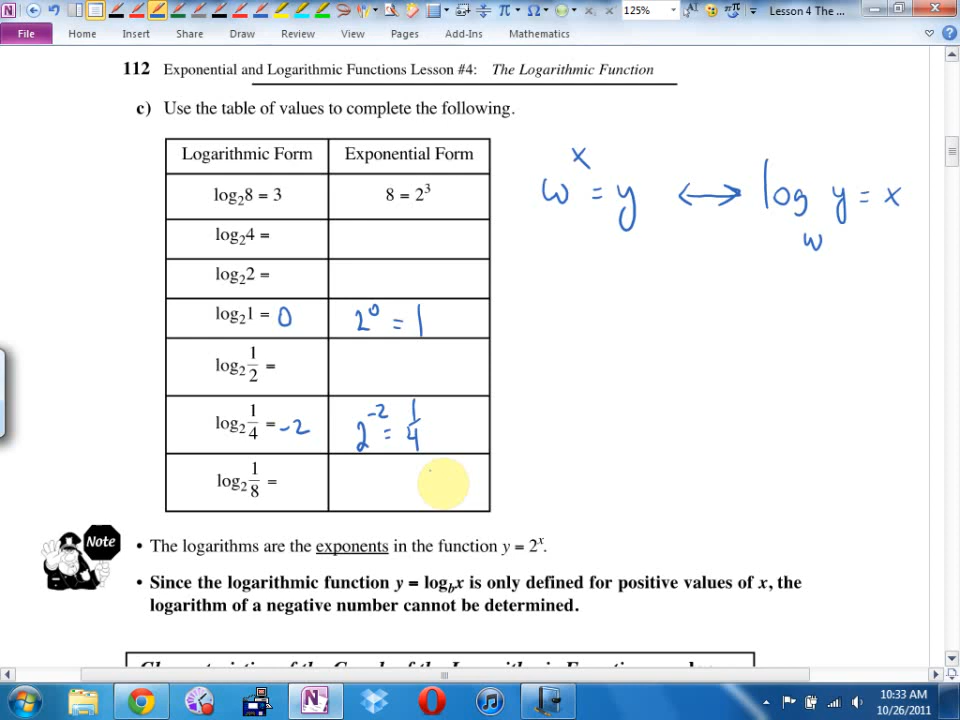 125%
Lesson 4 The ...
File Home Insert Share Draw Review View Pages Add-Ins Mathematics
112 Exponential and Logarithmic Functions Lesson #4: The Logarithmic Function
c) Use the table of values to complete the following.
Logarithmic Form Exponential Form
log₂8 = 3 8 = 2³
log₂4 =
log₂2 =
log₂1 = 0 2⁰ = 1
log₂ 1/2 =
log₂ 1/4 = -2 2⁻² = 1/4
log₂ 1/8 =
wˣ = y ↔ log_w y = x
Note
• The logarithms are the exponents in the function y = 2ˣ.
• Since the logarithmic function y = log_b x is only defined for positive values of x, the
logarithm of a negative number cannot be determined.
10:33 AM
10/26/2011